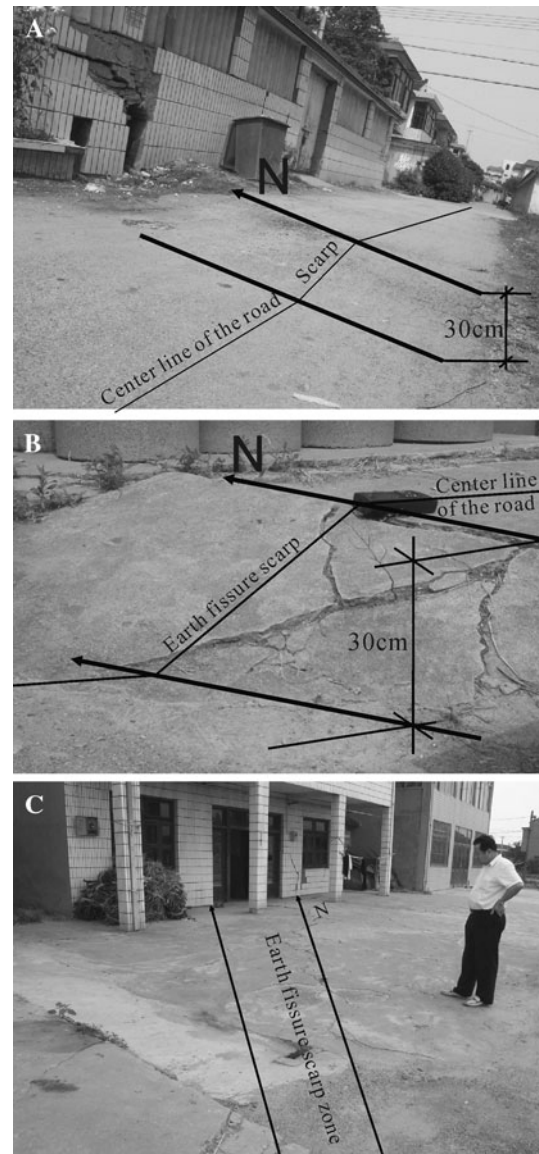 A
N
Scarp
Center line of the road
30cm
B
N
Center line
of the road
Earth fissure scarp
30cm
C
N
Earth fissure scarp zone